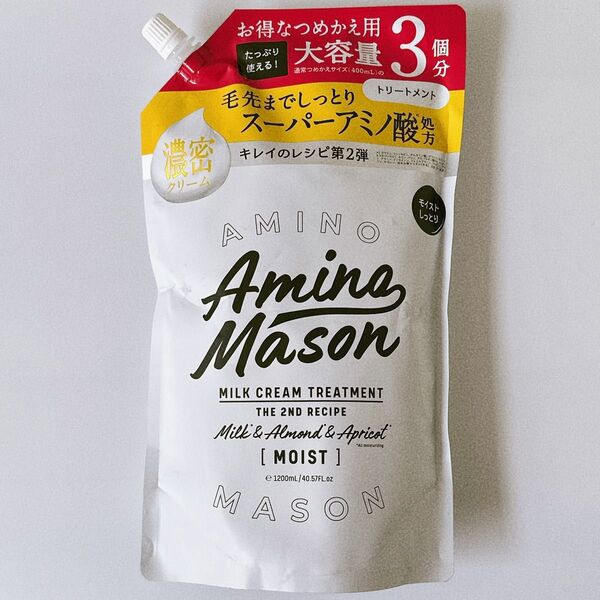 お得なつめかえ用
たっぷり
使える!
大容量
3個分
通常つめかえサイズ(400mL)の
トリートメント
毛先までしっとり
スーパーアミノ酸処方
濃密
クリーム
キレイのレシピ第2弾
モイスト
しっとり
AMINO
Amino
Mason
MILK CREAM TREATMENT
THE 2ND RECIPE
Milk* & Almond* & Apricot*
*All moisturizing
[ MOIST ]
℮ 1200mL/40.57FL.oz
MASON